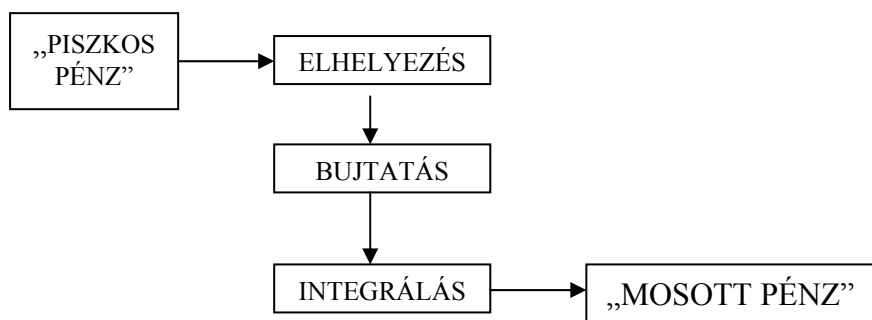 „PISZKOS
PÉNZ”
ELHELYEZÉS
BUJTATÁS
INTEGRÁLÁS
„MOSOTT PÉNZ”